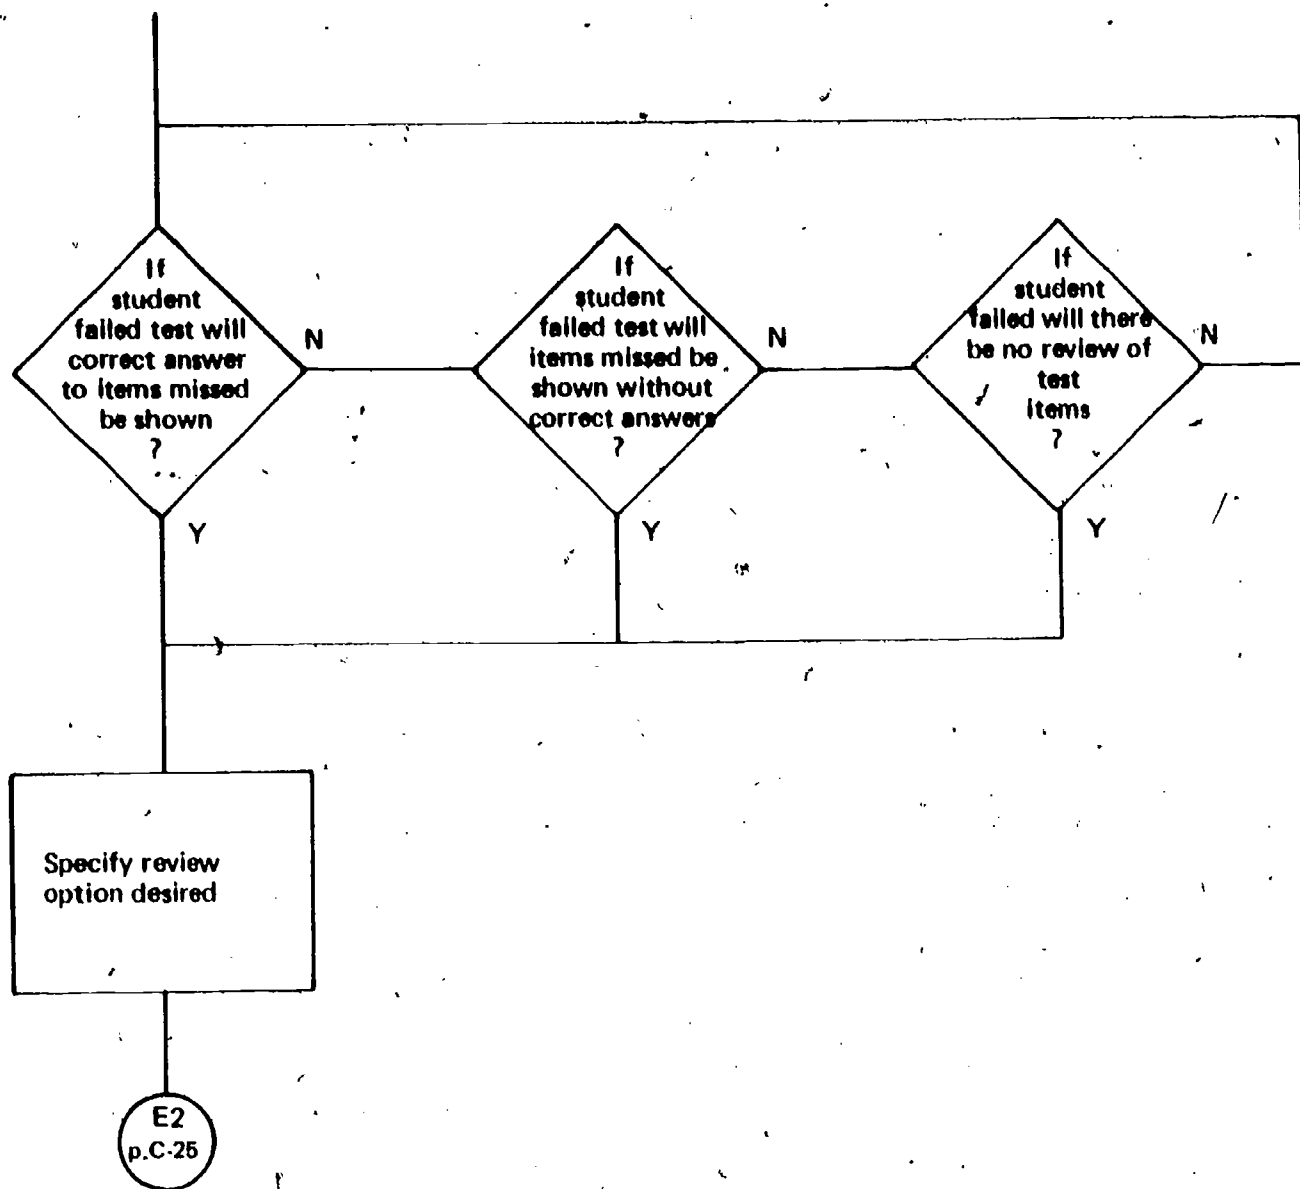 If
student
failed test will
correct answer
to items missed
be shown
?
N
Y
If
student
failed test will
items missed be
shown without
correct answers
?
N
Y
If
student
failed will there
be no review of
test
items
?
N
Y
Specify review
option desired
E2
p.C-25